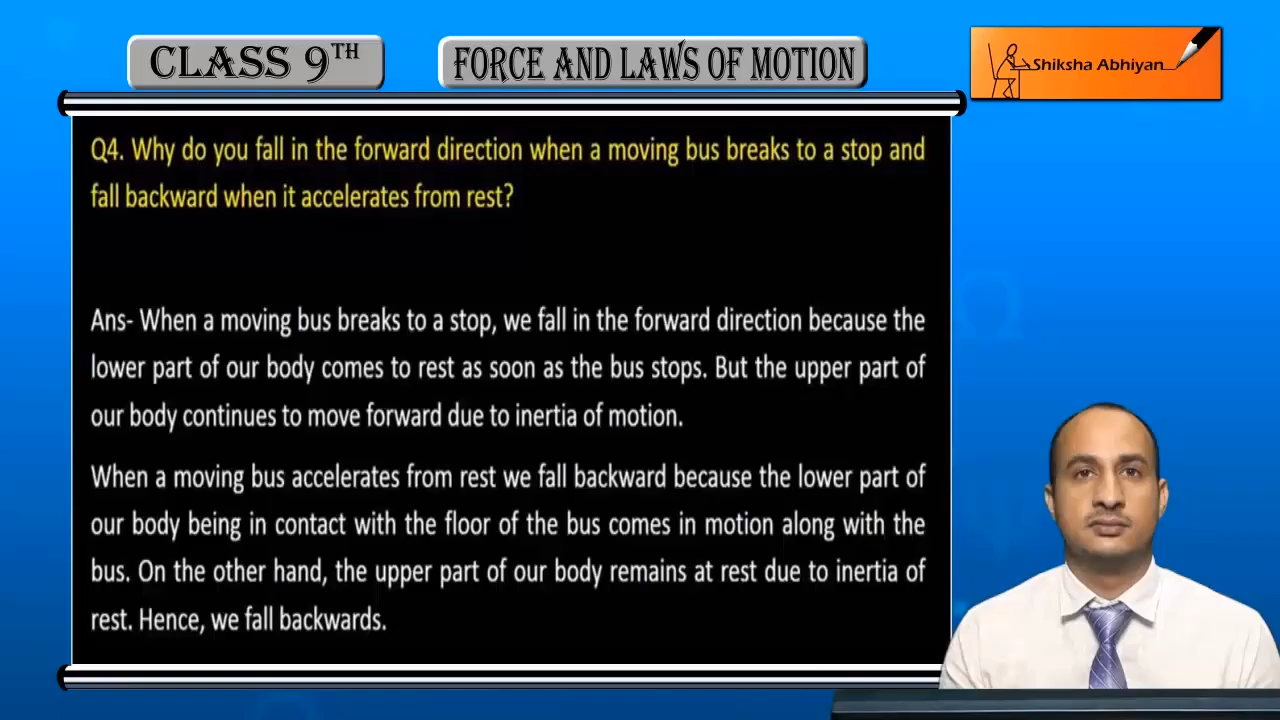 CLASS 9TH
FORCE AND LAWS OF MOTION
Shiksha Abhiyan
Q4. Why do you fall in the forward direction when a moving bus breaks to a stop and
fall backward when it accelerates from rest?
Ans- When a moving bus breaks to a stop, we fall in the forward direction because the
lower part of our body comes to rest as soon as the bus stops. But the upper part of
our body continues to move forward due to inertia of motion.
When a moving bus accelerates from rest we fall backward because the lower part of
our body being in contact with the floor of the bus comes in motion along with the
bus. On the other hand, the upper part of our body remains at rest due to inertia of
rest. Hence, we fall backwards.